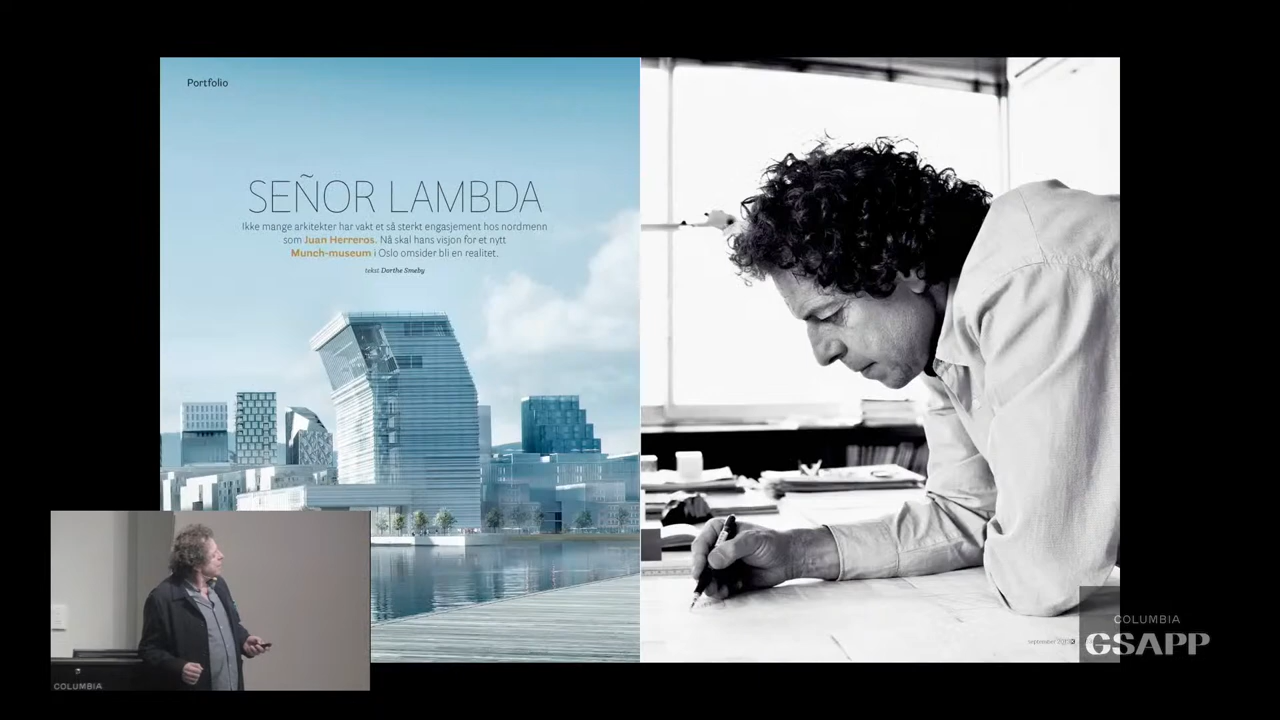 Portfolio
SEÑOR LAMBDA
Ikke mange arkitekter har vakt et så sterkt engasjement hos nordmenn
som Juan Herreros. Nå skal hans visjon for et nytt
Munch-museum i Oslo omsider bli en realitet.
tekst Dorthe Smeby
september
COLUMBIA
GSAPP
COLUMBIA